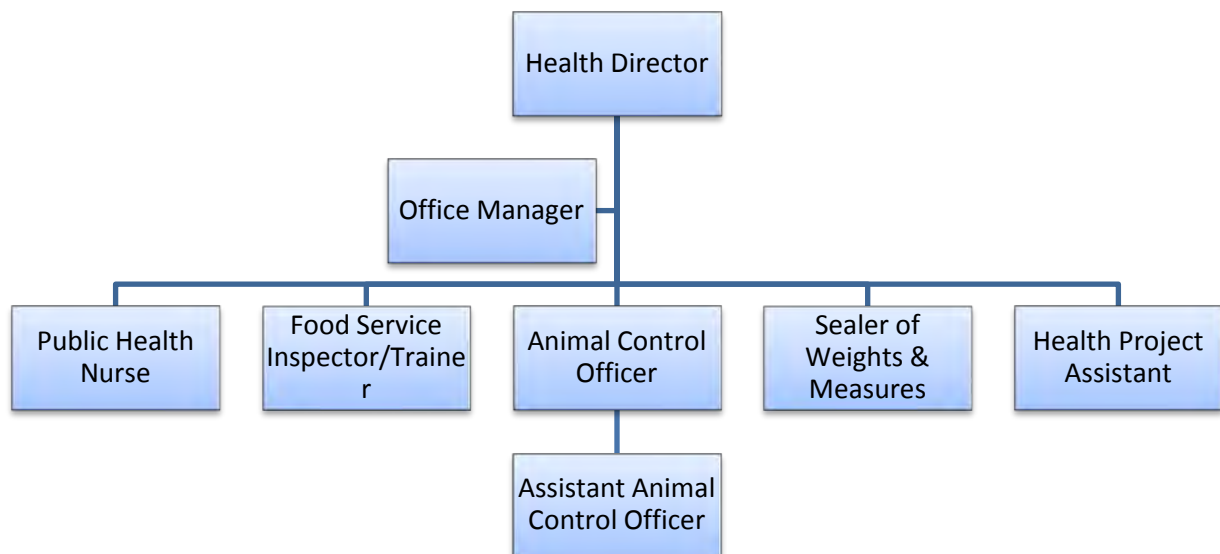 Health Director
Office Manager
Public Health
Nurse
Food Service
Inspector/Traine
r
Animal Control
Officer
Sealer of
Weights &
Measures
Health Project
Assistant
Assistant Animal
Control Officer